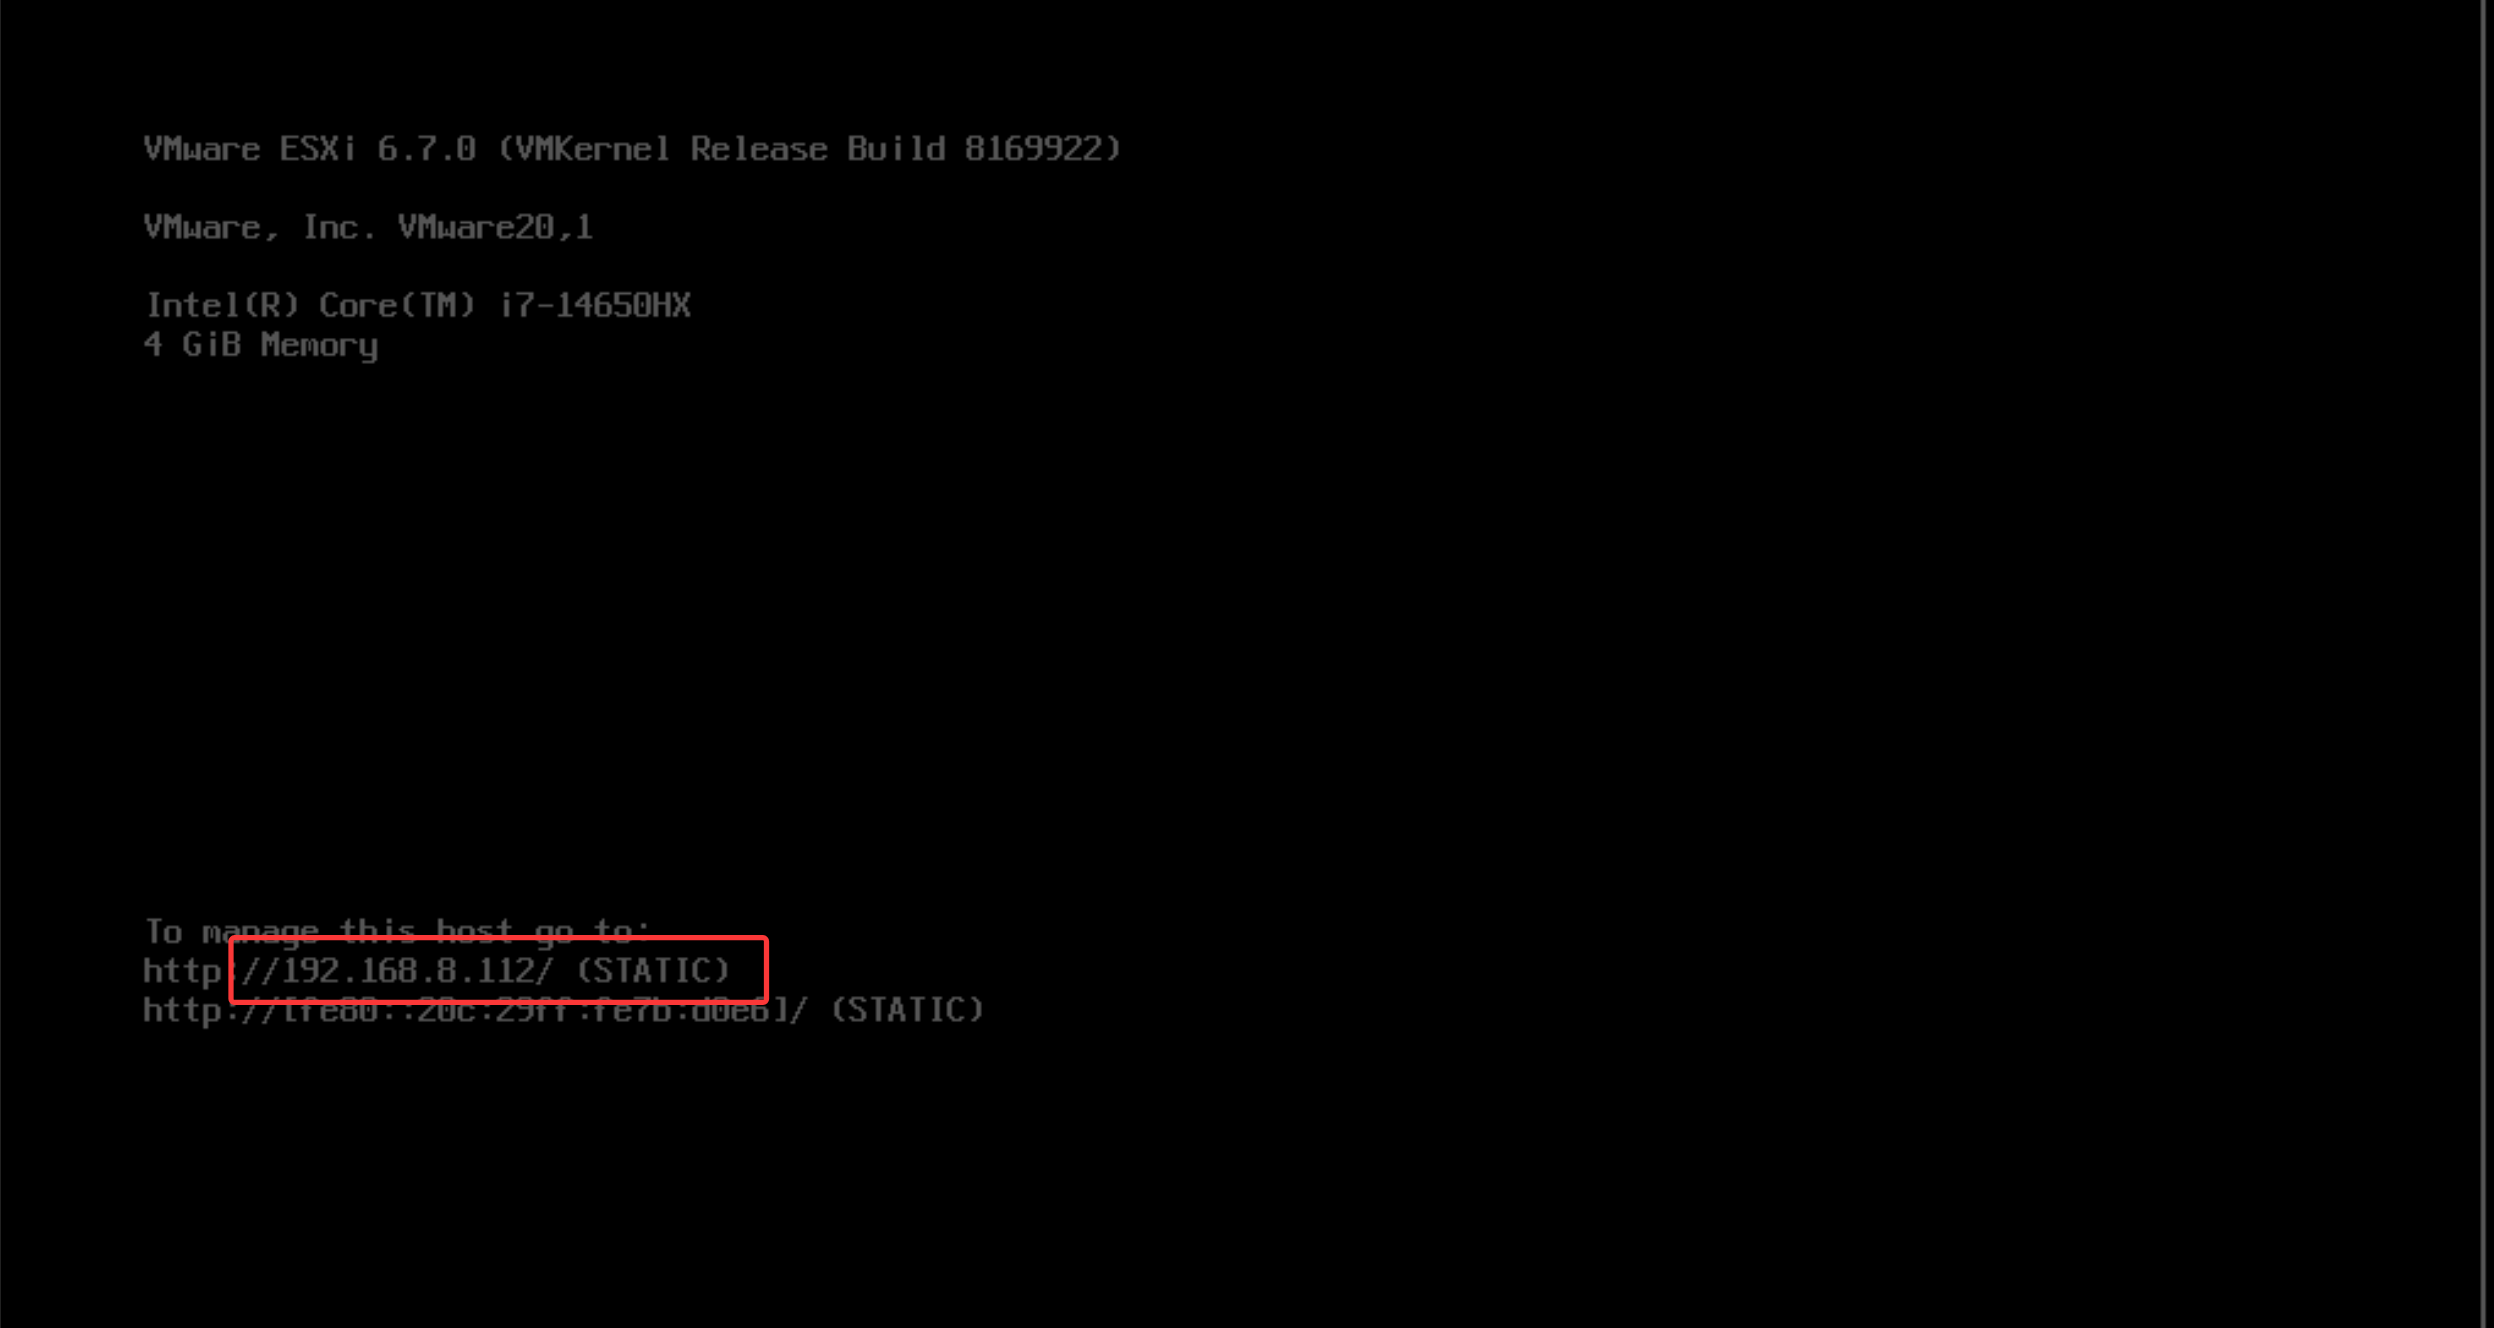 VMware ESXi 6.7.0 (VMKernel Release Build 8169922)
VMware, Inc. VMware20,1
Intel(R) Core(TM) i7-14650HX
4 GiB Memory
To manage this host go to:
http://192.168.8.112/ (STATIC)
http://[fe80::20c:29ff:fe7b:d0e6]/ (STATIC)